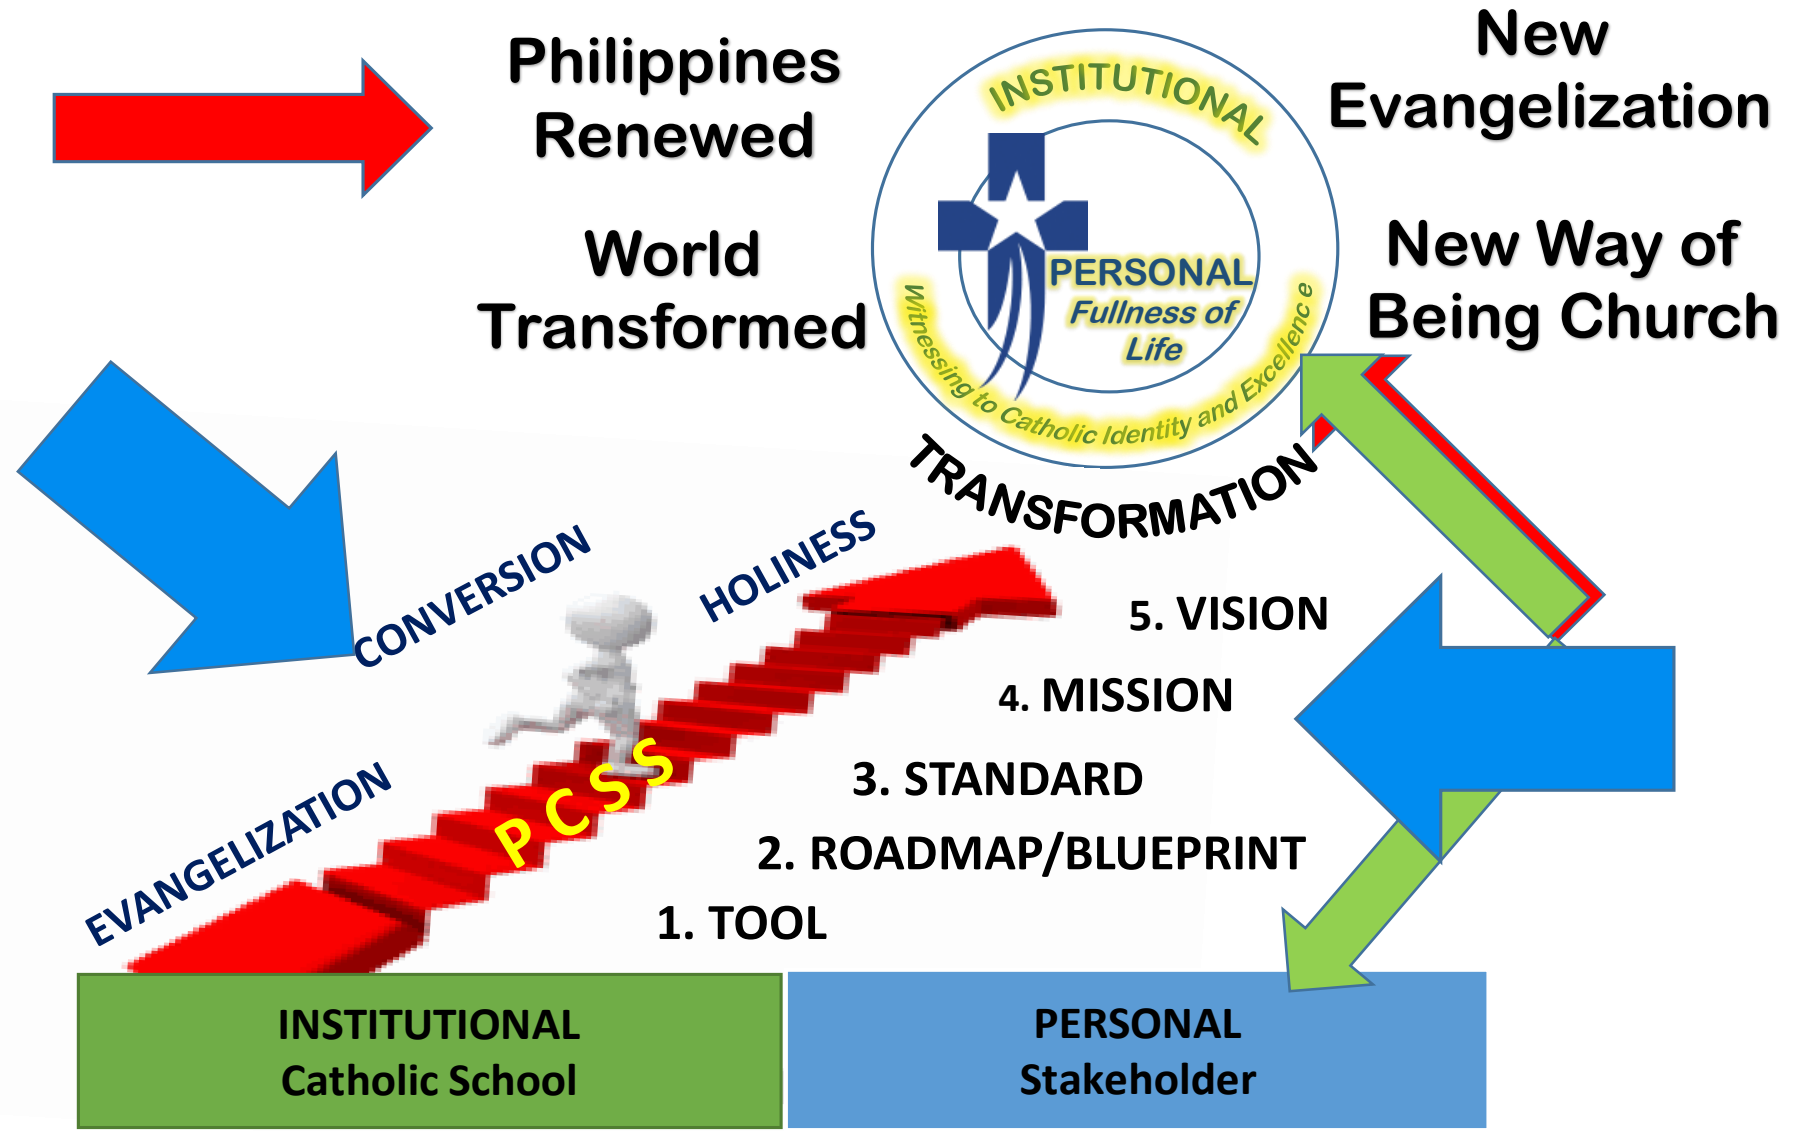 Philippines
Renewed
World
Transformed
INSTITUTIONAL
PERSONAL
Fullness of
Life
Witnessing to Catholic Identity and Excellenc e
TRANSFORMATION
New
Evangelization
New Way of
Being Church
CONVERSION
HOLINESS
EVANGELIZATION
P C S S
5. VISION
4. MISSION
3. STANDARD
2. ROADMAP/BLUEPRINT
1. TOOL
INSTITUTIONAL
Catholic School
PERSONAL
Stakeholder